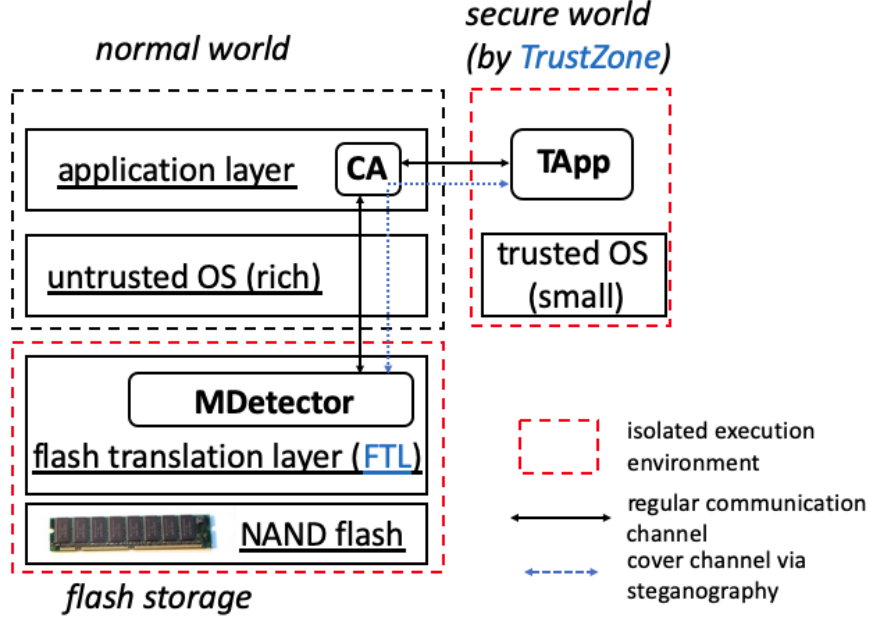 normal world
secure world
(by TrustZone)
application layer
CA
TApp
untrusted OS (rich)
trusted OS
(small)
MDetector
flash translation layer (FTL)
NAND flash
flash storage
isolated execution
environment
regular communication
channel
cover channel via
steganography